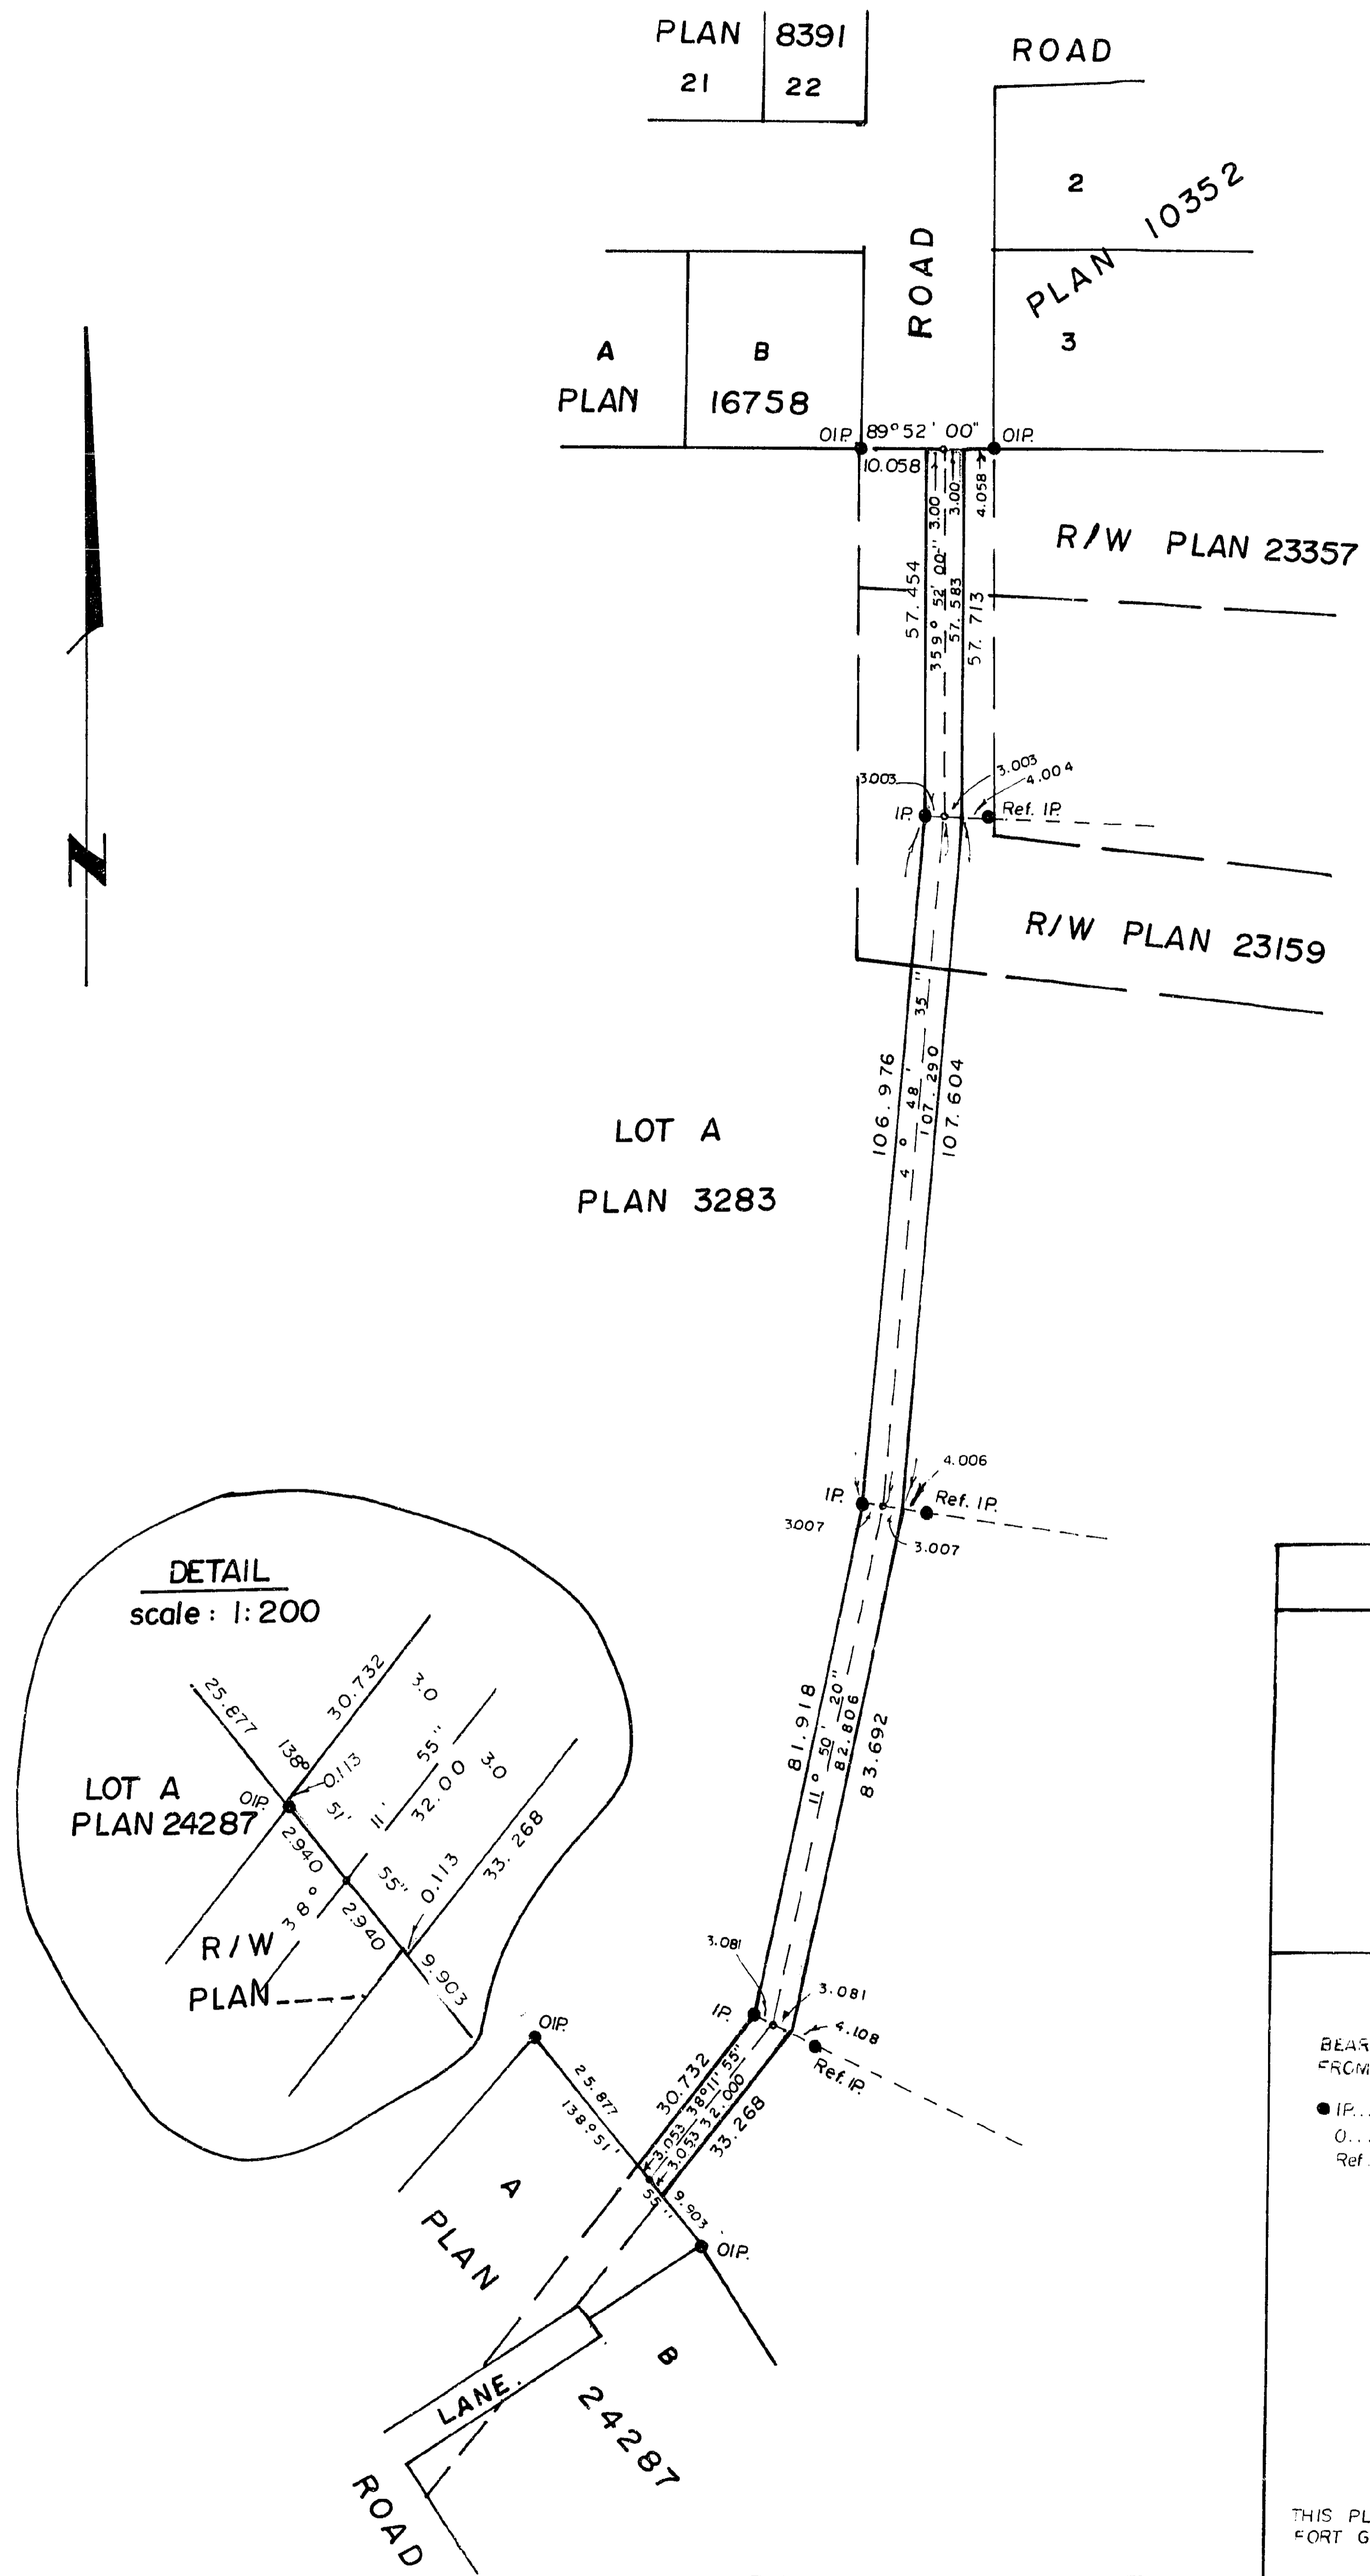 PLAN 8391
21 22
ROAD
2
PLAN 10352
3
ROAD
A B
PLAN 16758
OIP. 89° 52' 00" OIP.
10.058
3.00
3.00
4.058
R/W PLAN 23357
57.454
359° 52' 00"
57.583
57.713
3.003
3.003
4.004
IP.
Ref. IP.
R/W PLAN 23159
106.976
4° 48' 35"
107.290
107.604
LOT A
PLAN 3283
4.006
IP.
Ref. IP.
3.007
3.007
81.918
11° 50' 20"
82.806
83.692
DETAIL
scale : 1:200
25.877
30.732
3.0
138° 51' 55"
0.113
38° 11' 55"
32.00
3.0
LOT A
PLAN 24287
OIP.
2.940
0.113
33.268
2.940
9.903
R/W
PLAN
3.081
3.081
IP.
4.108
Ref. IP.
OIP.
25.877
138° 51' 55"
30.732
3.053
38° 11' 55"
3.053
32.000
33.268
9.903
OIP.
A
PLAN
B
24287
LANE.
ROAD
BEAR
FROM
IP...
O...
Ref.
THIS PL
FORT G